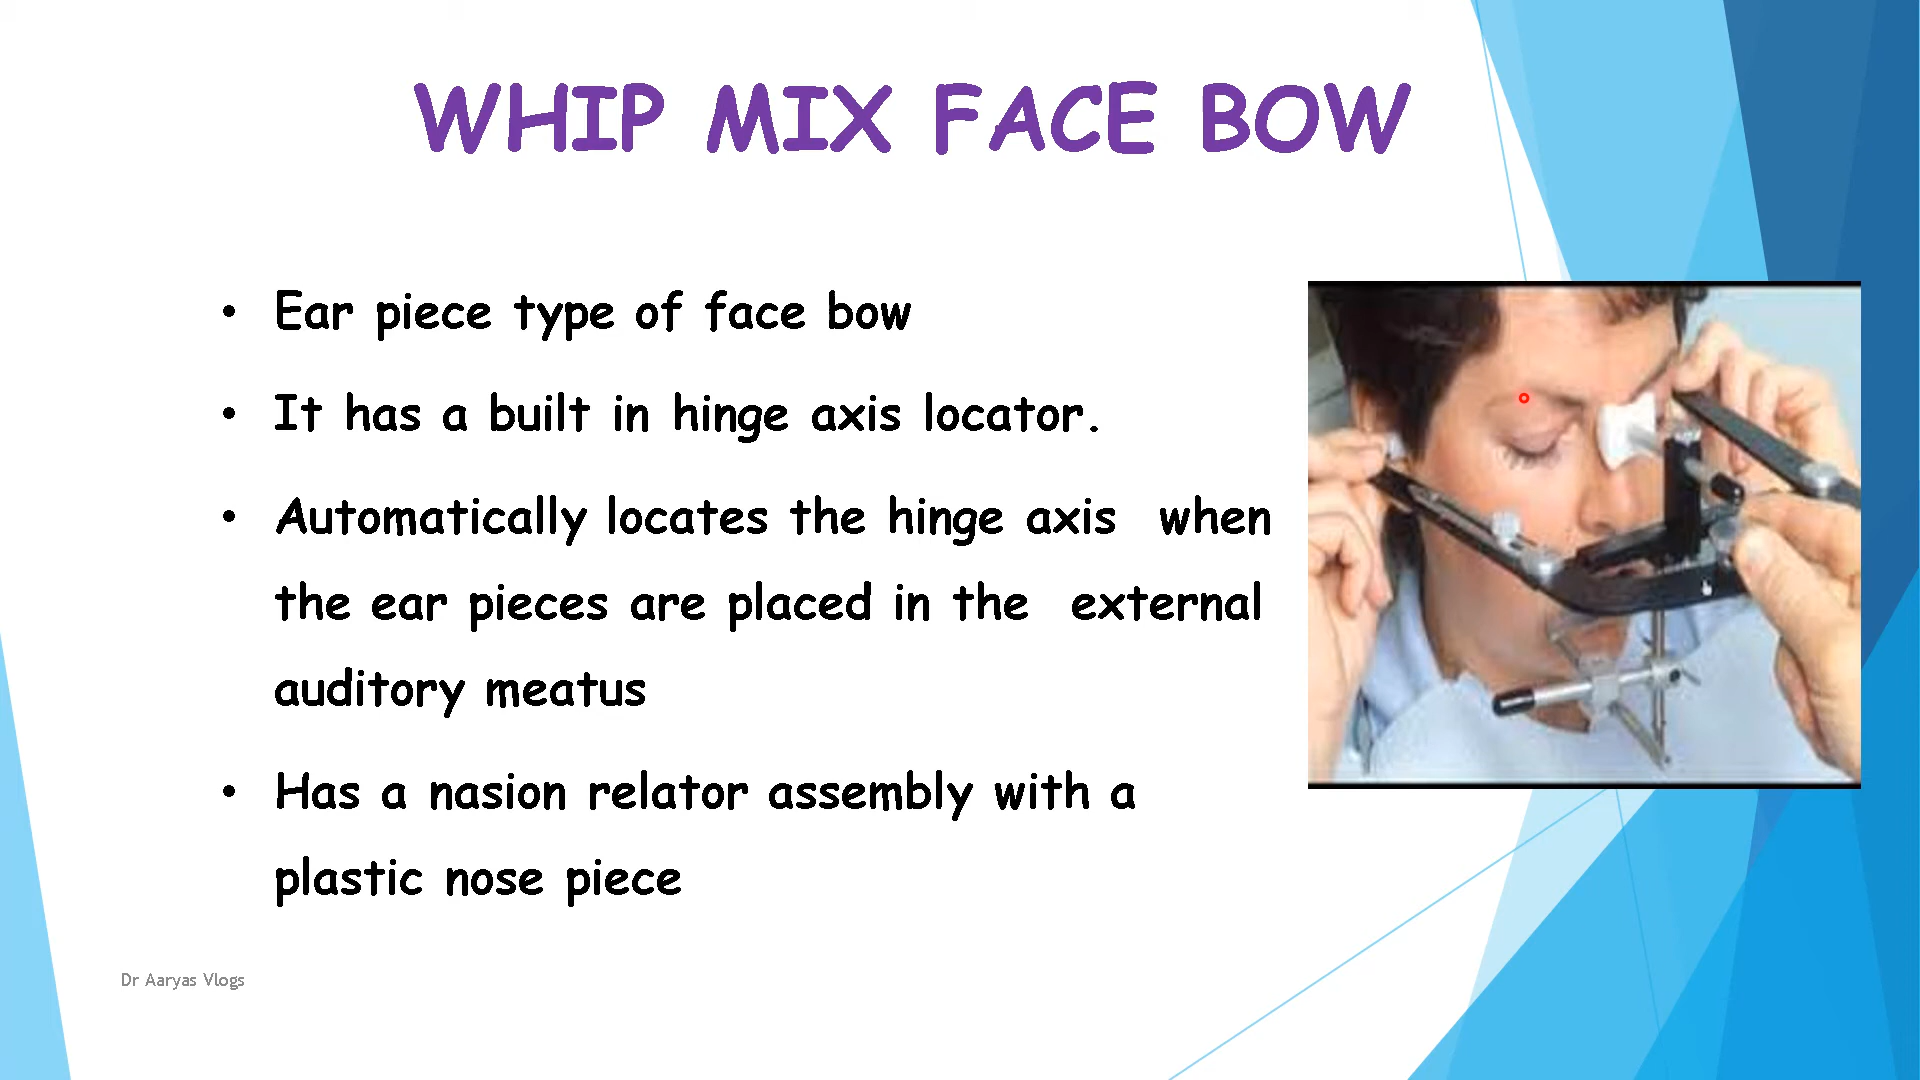 WHIP MIX FACE BOW
• Ear piece type of face bow
• It has a built in hinge axis locator.
• Automatically locates the hinge axis when
the ear pieces are placed in the external
auditory meatus
• Has a nasion relator assembly with a
plastic nose piece
Dr Aaryas Vlogs